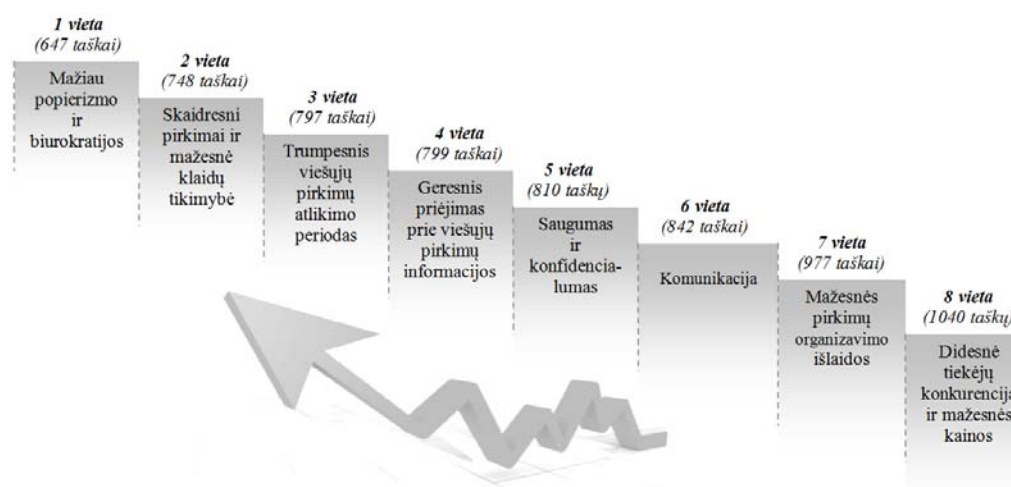 1 vieta
(647 taškai)
Mažiau
popierizmo
ir
biurokratijos
2 vieta
(748 taškai)
Skaidresni
pirkimai ir
mažesnė
klaidų
tikimybė
3 vieta
(797 taškai)
Trumpesnis
viešųjų
pirkimų
atlikimo
periodas
4 vieta
(799 taškai)
Geresnis
priėjimas
prie viešųjų
pirkimų
informacijos
5 vieta
(810 taškų)
Saugumas
ir
konfidencia-
lumas
6 vieta
(842 taškai)
Komunikacija
7 vieta
(977 taškai)
Mažesnės
pirkimų
organizavimo
išlaidos
8 vieta
(1040 taškų)
Didesnė
tiekėjų
konkurencija
ir mažesnės
kainos